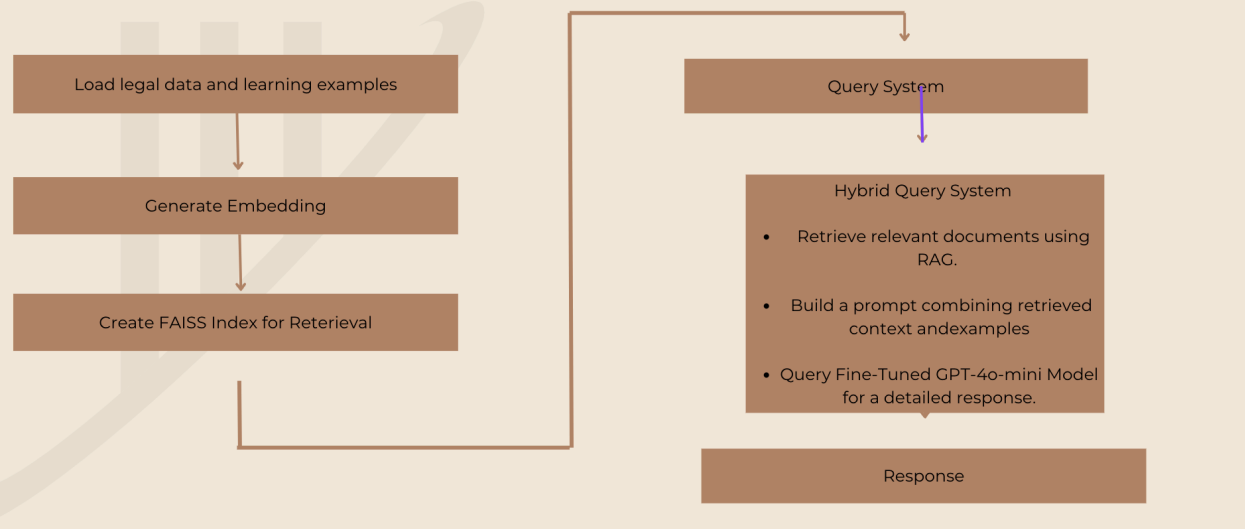 Load legal data and learning examples
Generate Embedding
Create FAISS Index for Reterieval
Query System
Hybrid Query System
• Retrieve relevant documents using
RAG.
• Build a prompt combining retrieved
context andexamples
• Query Fine-Tuned GPT-4o-mini Model
for a detailed response.
Response